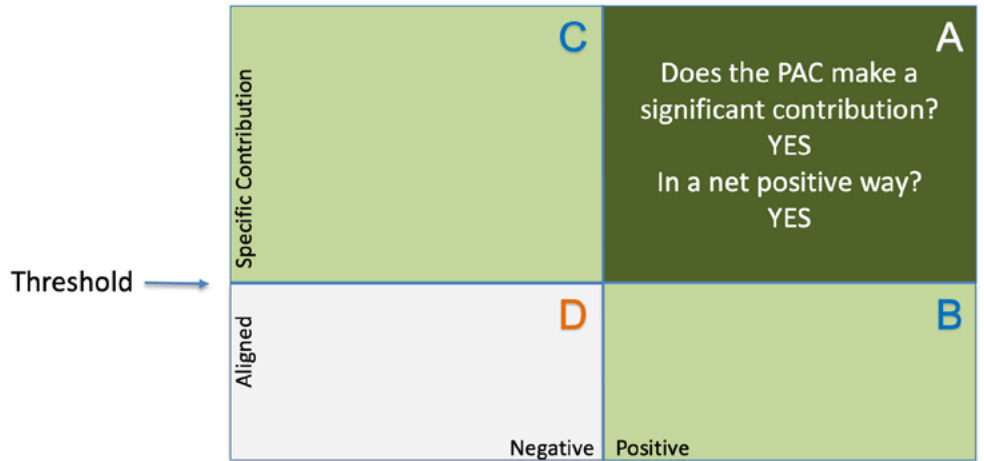 C
A
Does the PAC make a
significant contribution?
YES
In a net positive way?
YES
Specific Contribution
Threshold
D
B
Aligned
Negative
Positive